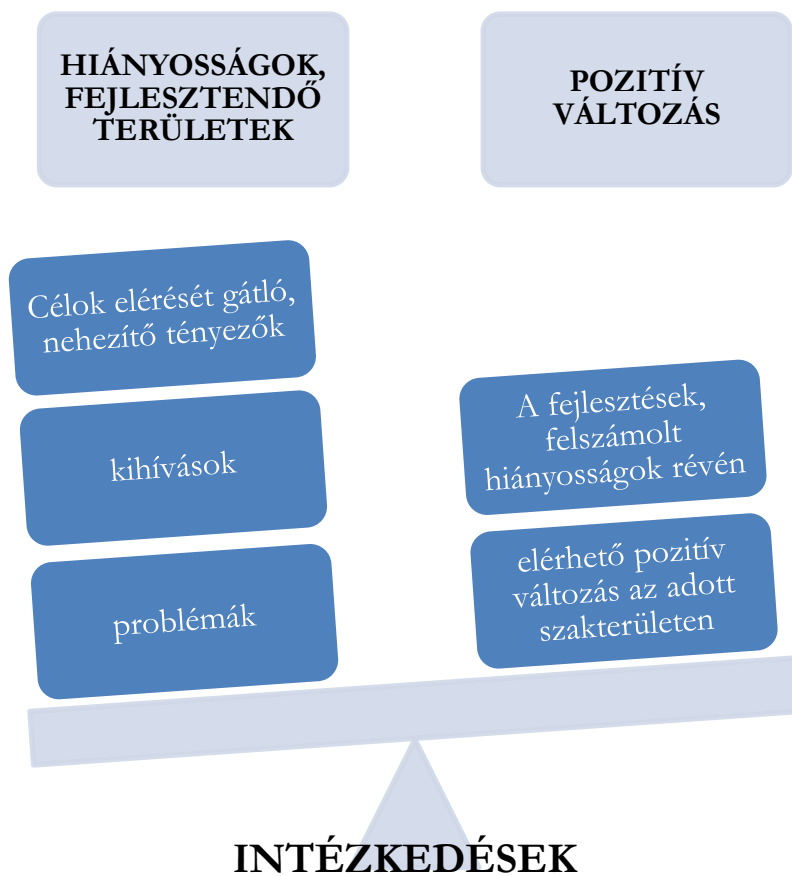 HIÁNYOSSÁGOK,
FEJLESZTENDŐ
TERÜLETEK
POZITÍV
VÁLTOZÁS
Célok elérését gátló,
nehezítő tényezők
kihívások
problémák
A fejlesztések,
felszámolt
hiányosságok révén
elérhető pozitív
változás az adott
szakterületen
INTÉZKEDÉSEK